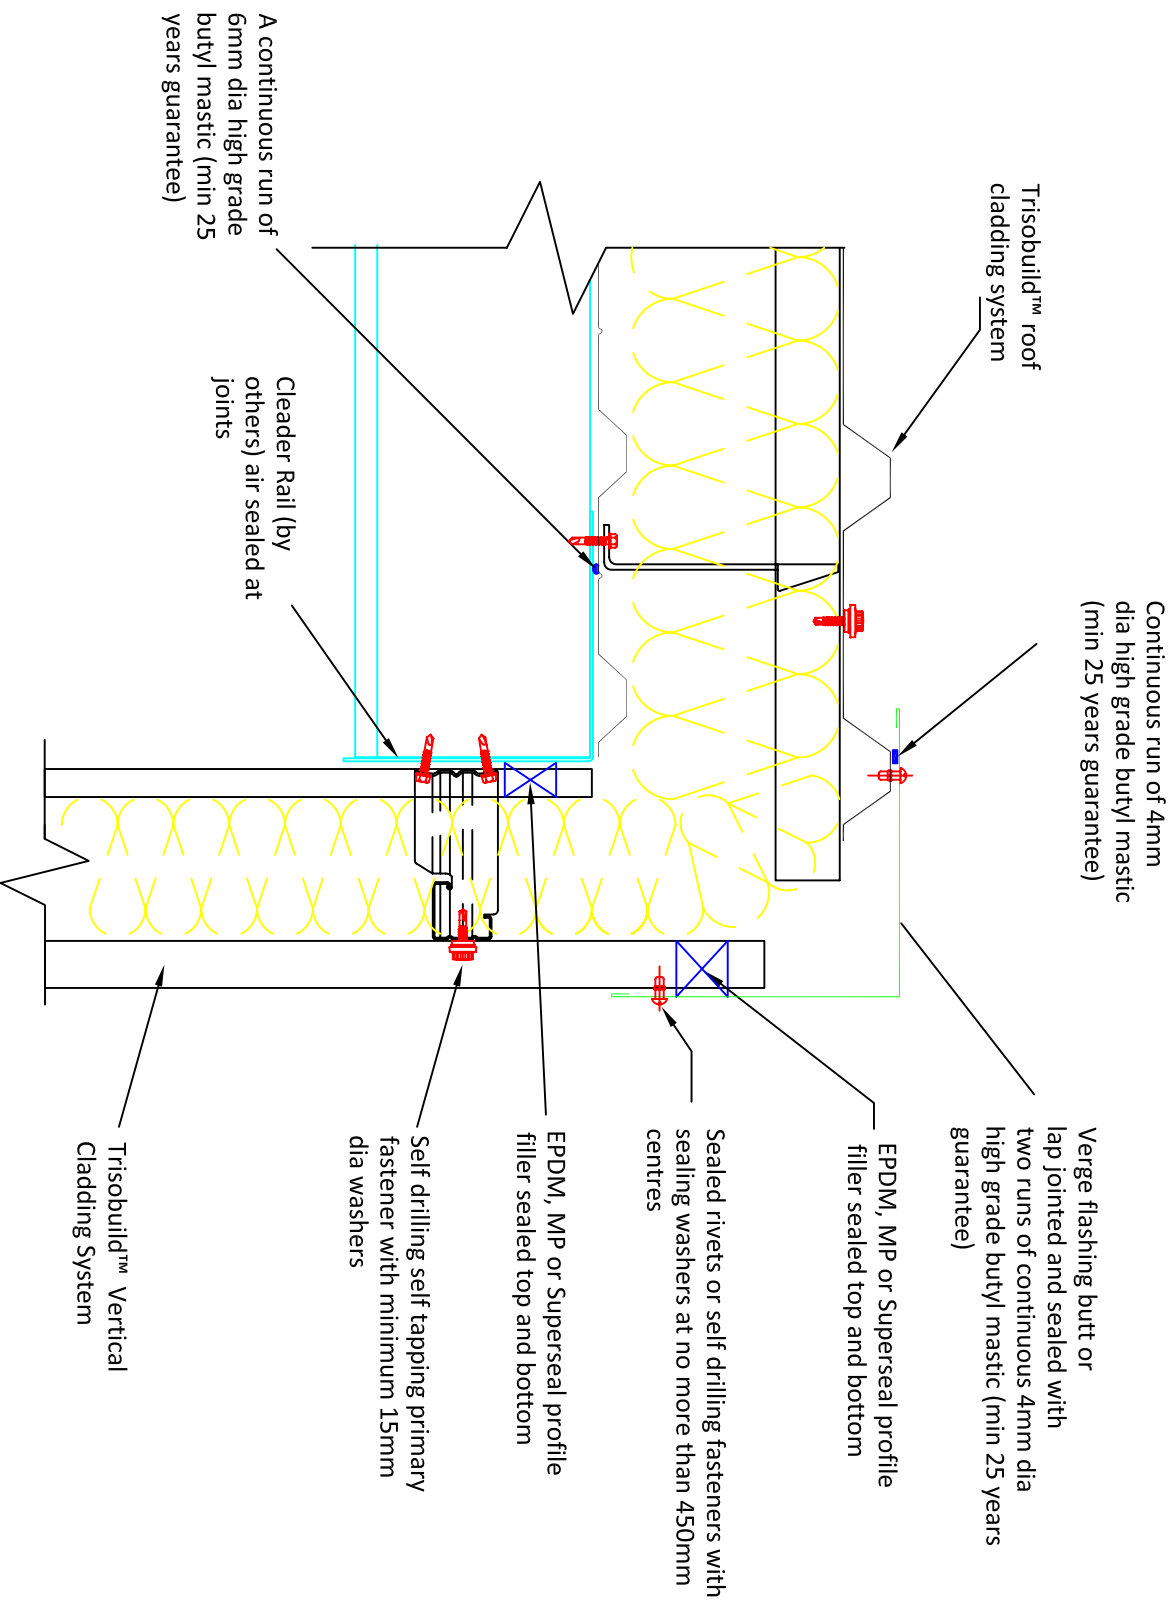 Continuous run of 4mm
dia high grade butyl mastic
(min 25 years guarantee)
Verge flashing butt or
lap jointed and sealed with
two runs of continuous 4mm dia
high grade butyl mastic (min 25 years
guarantee)
Trisobuild™ roof
cladding system
EPDM, MP or Superseal profile
filler sealed top and bottom
Sealed rivets or self drilling fasteners with
sealing washers at no more than 450mm
centres
EPDM, MP or Superseal profile
filler sealed top and bottom
Self drilling self tapping primary
fastener with minimum 15mm
dia washers
Cleader Rail (by
others) air sealed at
joints
A continuous run of
6mm dia high grade
butyl mastic (min 25
years guarantee)
Trisobuild™ Vertical
Cladding System